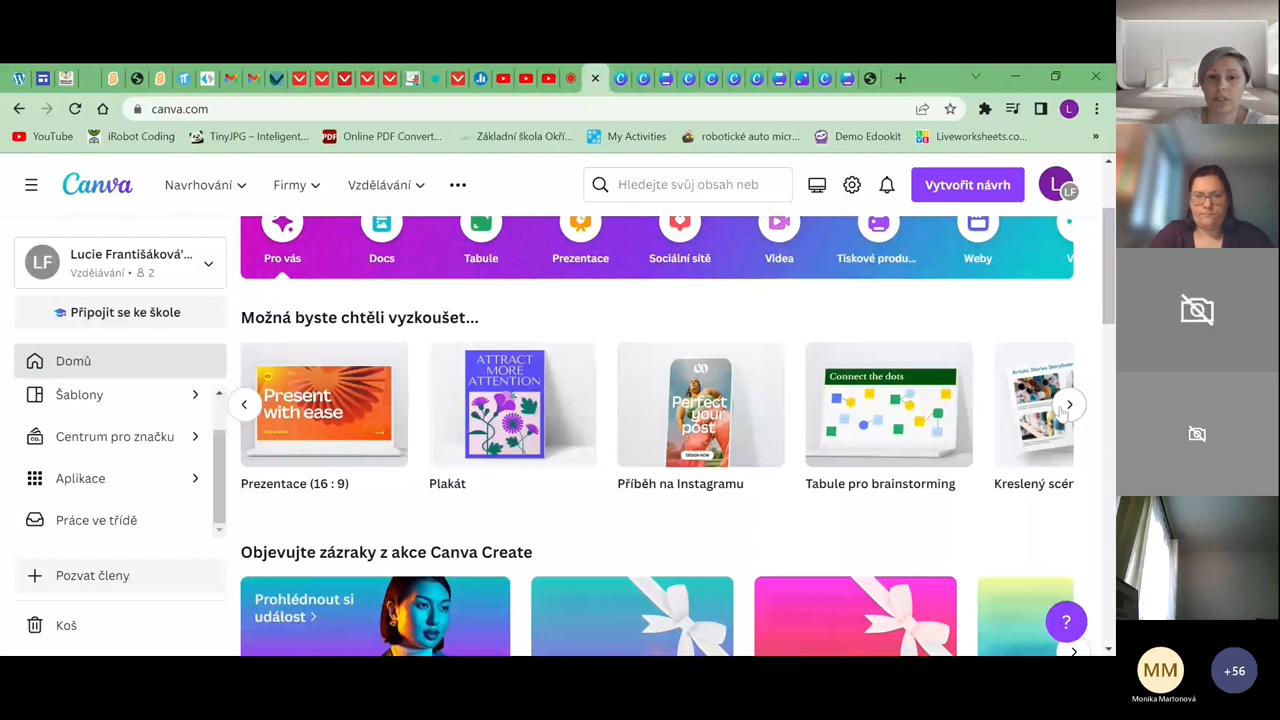 canva.com
YouTube
iRobot Coding
TinyJPG – Inteligent...
Online PDF Convert...
Základní škola Okří...
My Activities
robotické auto micr...
Demo Edookit
Liveworksheets.co...
»
Canva
Navrhování
Firmy
Vzdělávání
Hledejte svůj obsah neb
Vytvořit návrh
L
LF
LF
Lucie Františáková'...
Vzdělávání • 2
Připojit se ke škole
Domů
Šablony
Centrum pro značku
Aplikace
Práce ve třídě
Pozvat členy
Koš
Pro vás
Docs
Tabule
Prezentace
Sociální sítě
Videa
Tiskové produ...
Weby
V
Možná byste chtěli vyzkoušet...
Present
with ease
ATTRACT
MORE
ATTENTION
Perfect
your
post
DESIGN NOW
Connect the dots
Prezentace (16 : 9)
Plakát
Příběh na Instagramu
Tabule pro brainstorming
Kreslený scér
Objevujte zázraky z akce Canva Create
Prohlédnout si
událost
?
MM
Monika Martonová
+56